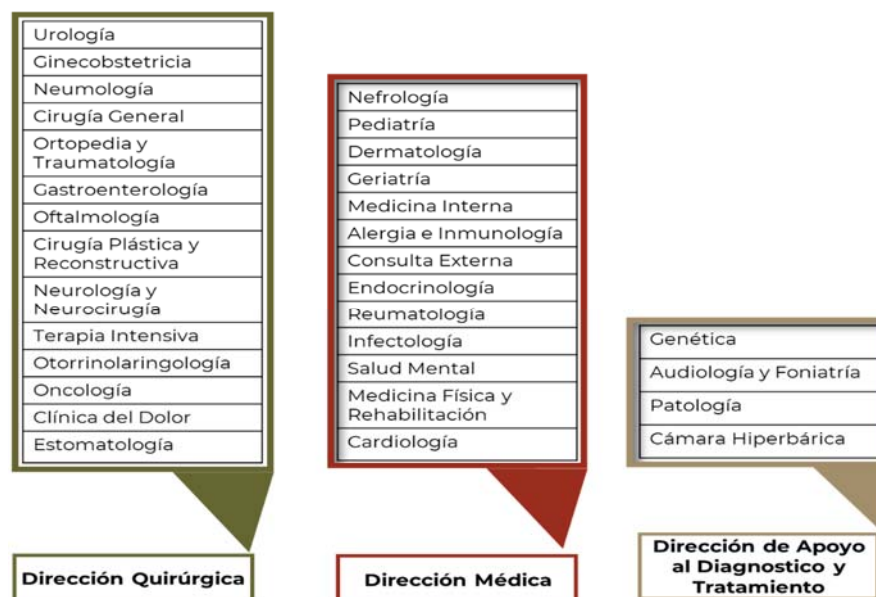 Urología
Ginecobstetricia
Neumología
Cirugía General
Ortopedia y
Traumatología
Gastroenterología
Oftalmología
Cirugía Plástica y
Reconstructiva
Neurología y
Neurocirugía
Terapia Intensiva
Otorrinolaringología
Oncología
Clínica del Dolor
Estomatología
Dirección Quirúrgica
Nefrología
Pediatría
Dermatología
Geriatría
Medicina Interna
Alergia e Inmunología
Consulta Externa
Endocrinología
Reumatología
Infectología
Salud Mental
Medicina Física y
Rehabilitación
Cardiología
Dirección Médica
Genética
Audiología y Foniatría
Patología
Cámara Hiperbárica
Dirección de Apoyo
al Diagnostico y
Tratamiento